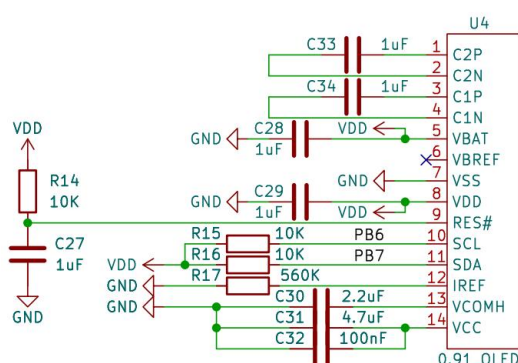 U4
C33 1uF 1 C2P
2 C2N
C34 1uF 3 C1P
4 C1N
GND C28 1uF VDD 5 VBAT
6 VBREF
GND 7 VSS
GND C29 1uF VDD 8 VDD
9 RES#
VDD
R14
10K
C27
1uF
GND
R15 10K PB6 10 SCL
VDD R16 10K PB7 11 SDA
GND R17 560K 12 IREF
GND C30 2.2uF 13 VCOMH
C31 4.7uF 14 VCC
C32 100nF
0.91 OLED